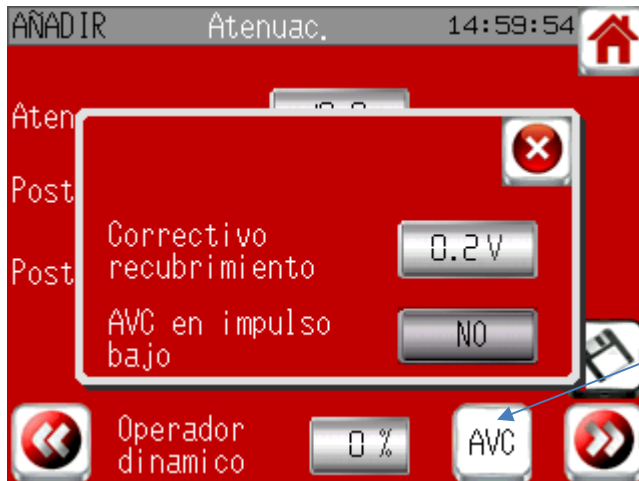 AÑADIR Atenuac. 14:59:54
Aten
Post
Correctivo
recubrimiento 0.2 V
Post
AVC en impulso
bajo NO
Operador
dinamico 0 % AVC